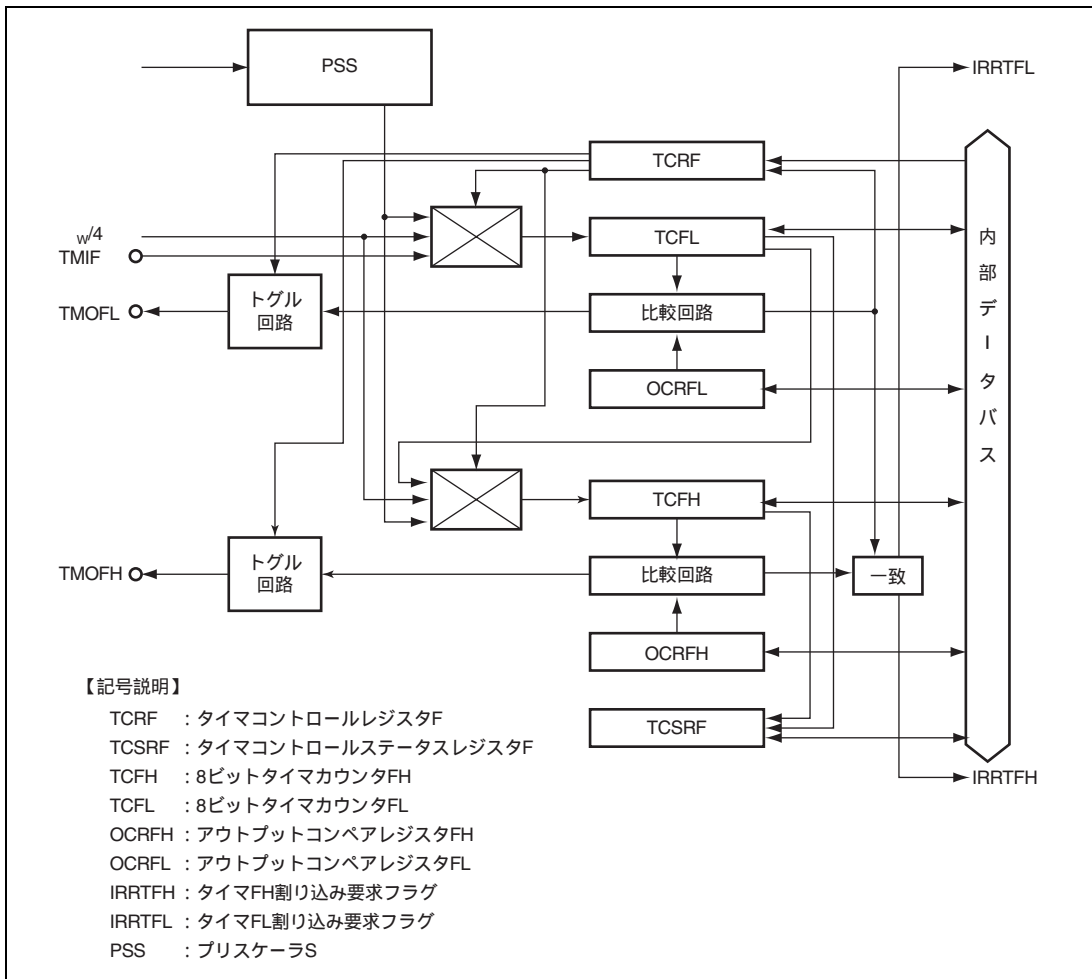 PSS
IRRTFL
TCRF
w/4
TMIF
TCFL
TMOFL
トグル
回路
比較回路
OCRFL
内部データバス
TCFH
TMOFH
トグル
回路
比較回路
一致
OCRFH
TCSRF
IRRTFH
【記号説明】
TCRF ：タイマコントロールレジスタF
TCSRF ：タイマコントロールステータスレジスタF
TCFH ：8ビットタイマカウンタFH
TCFL ：8ビットタイマカウンタFL
OCRFH ：アウトプットコンペアレジスタFH
OCRFL ：アウトプットコンペアレジスタFL
IRRTFH ：タイマFH割り込み要求フラグ
IRRTFL ：タイマFL割り込み要求フラグ
PSS ：プリスケーラS